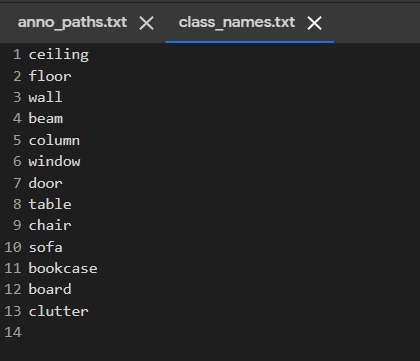 anno_paths.txt × class_names.txt ×
1 ceiling
2 floor
3 wall
4 beam
5 column
6 window
7 door
8 table
9 chair
10 sofa
11 bookcase
12 board
13 clutter
14